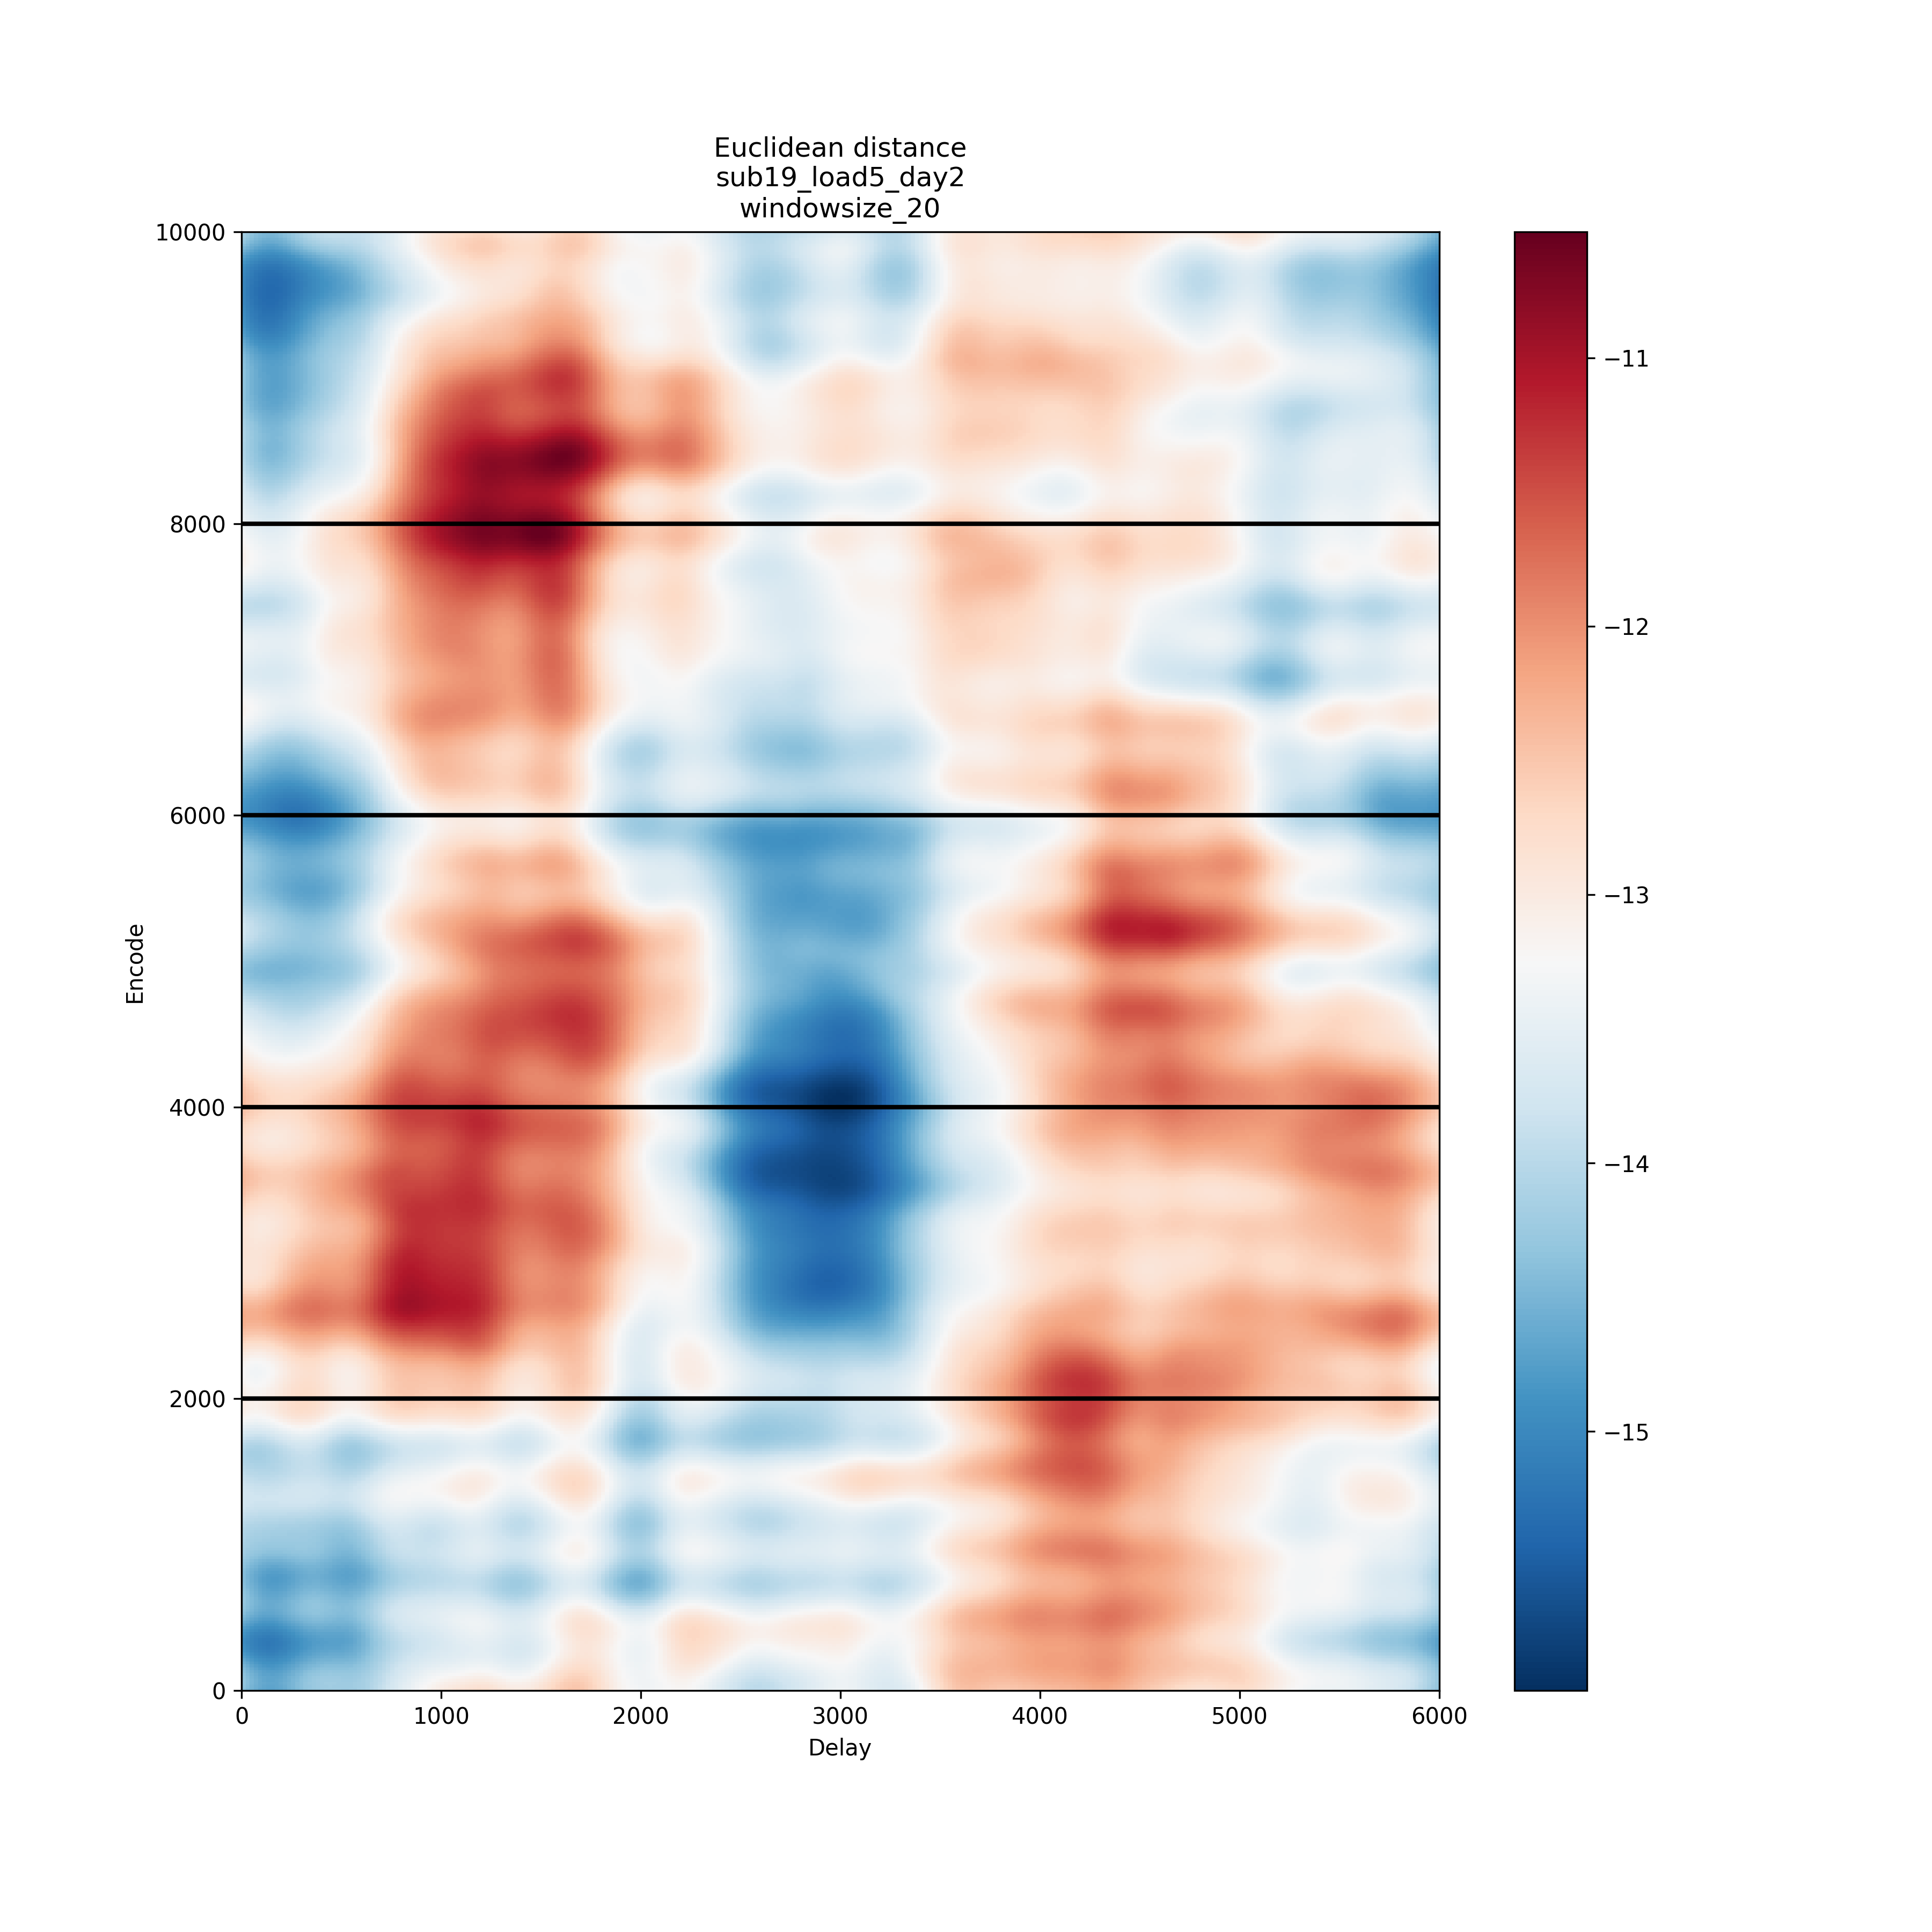 Euclidean distance
sub19_load5_day2
windowsize_20
10000
8000
6000
4000
2000
0
Encode
0 1000 2000 3000 4000 5000 6000
Delay
−11
−12
−13
−14
−15